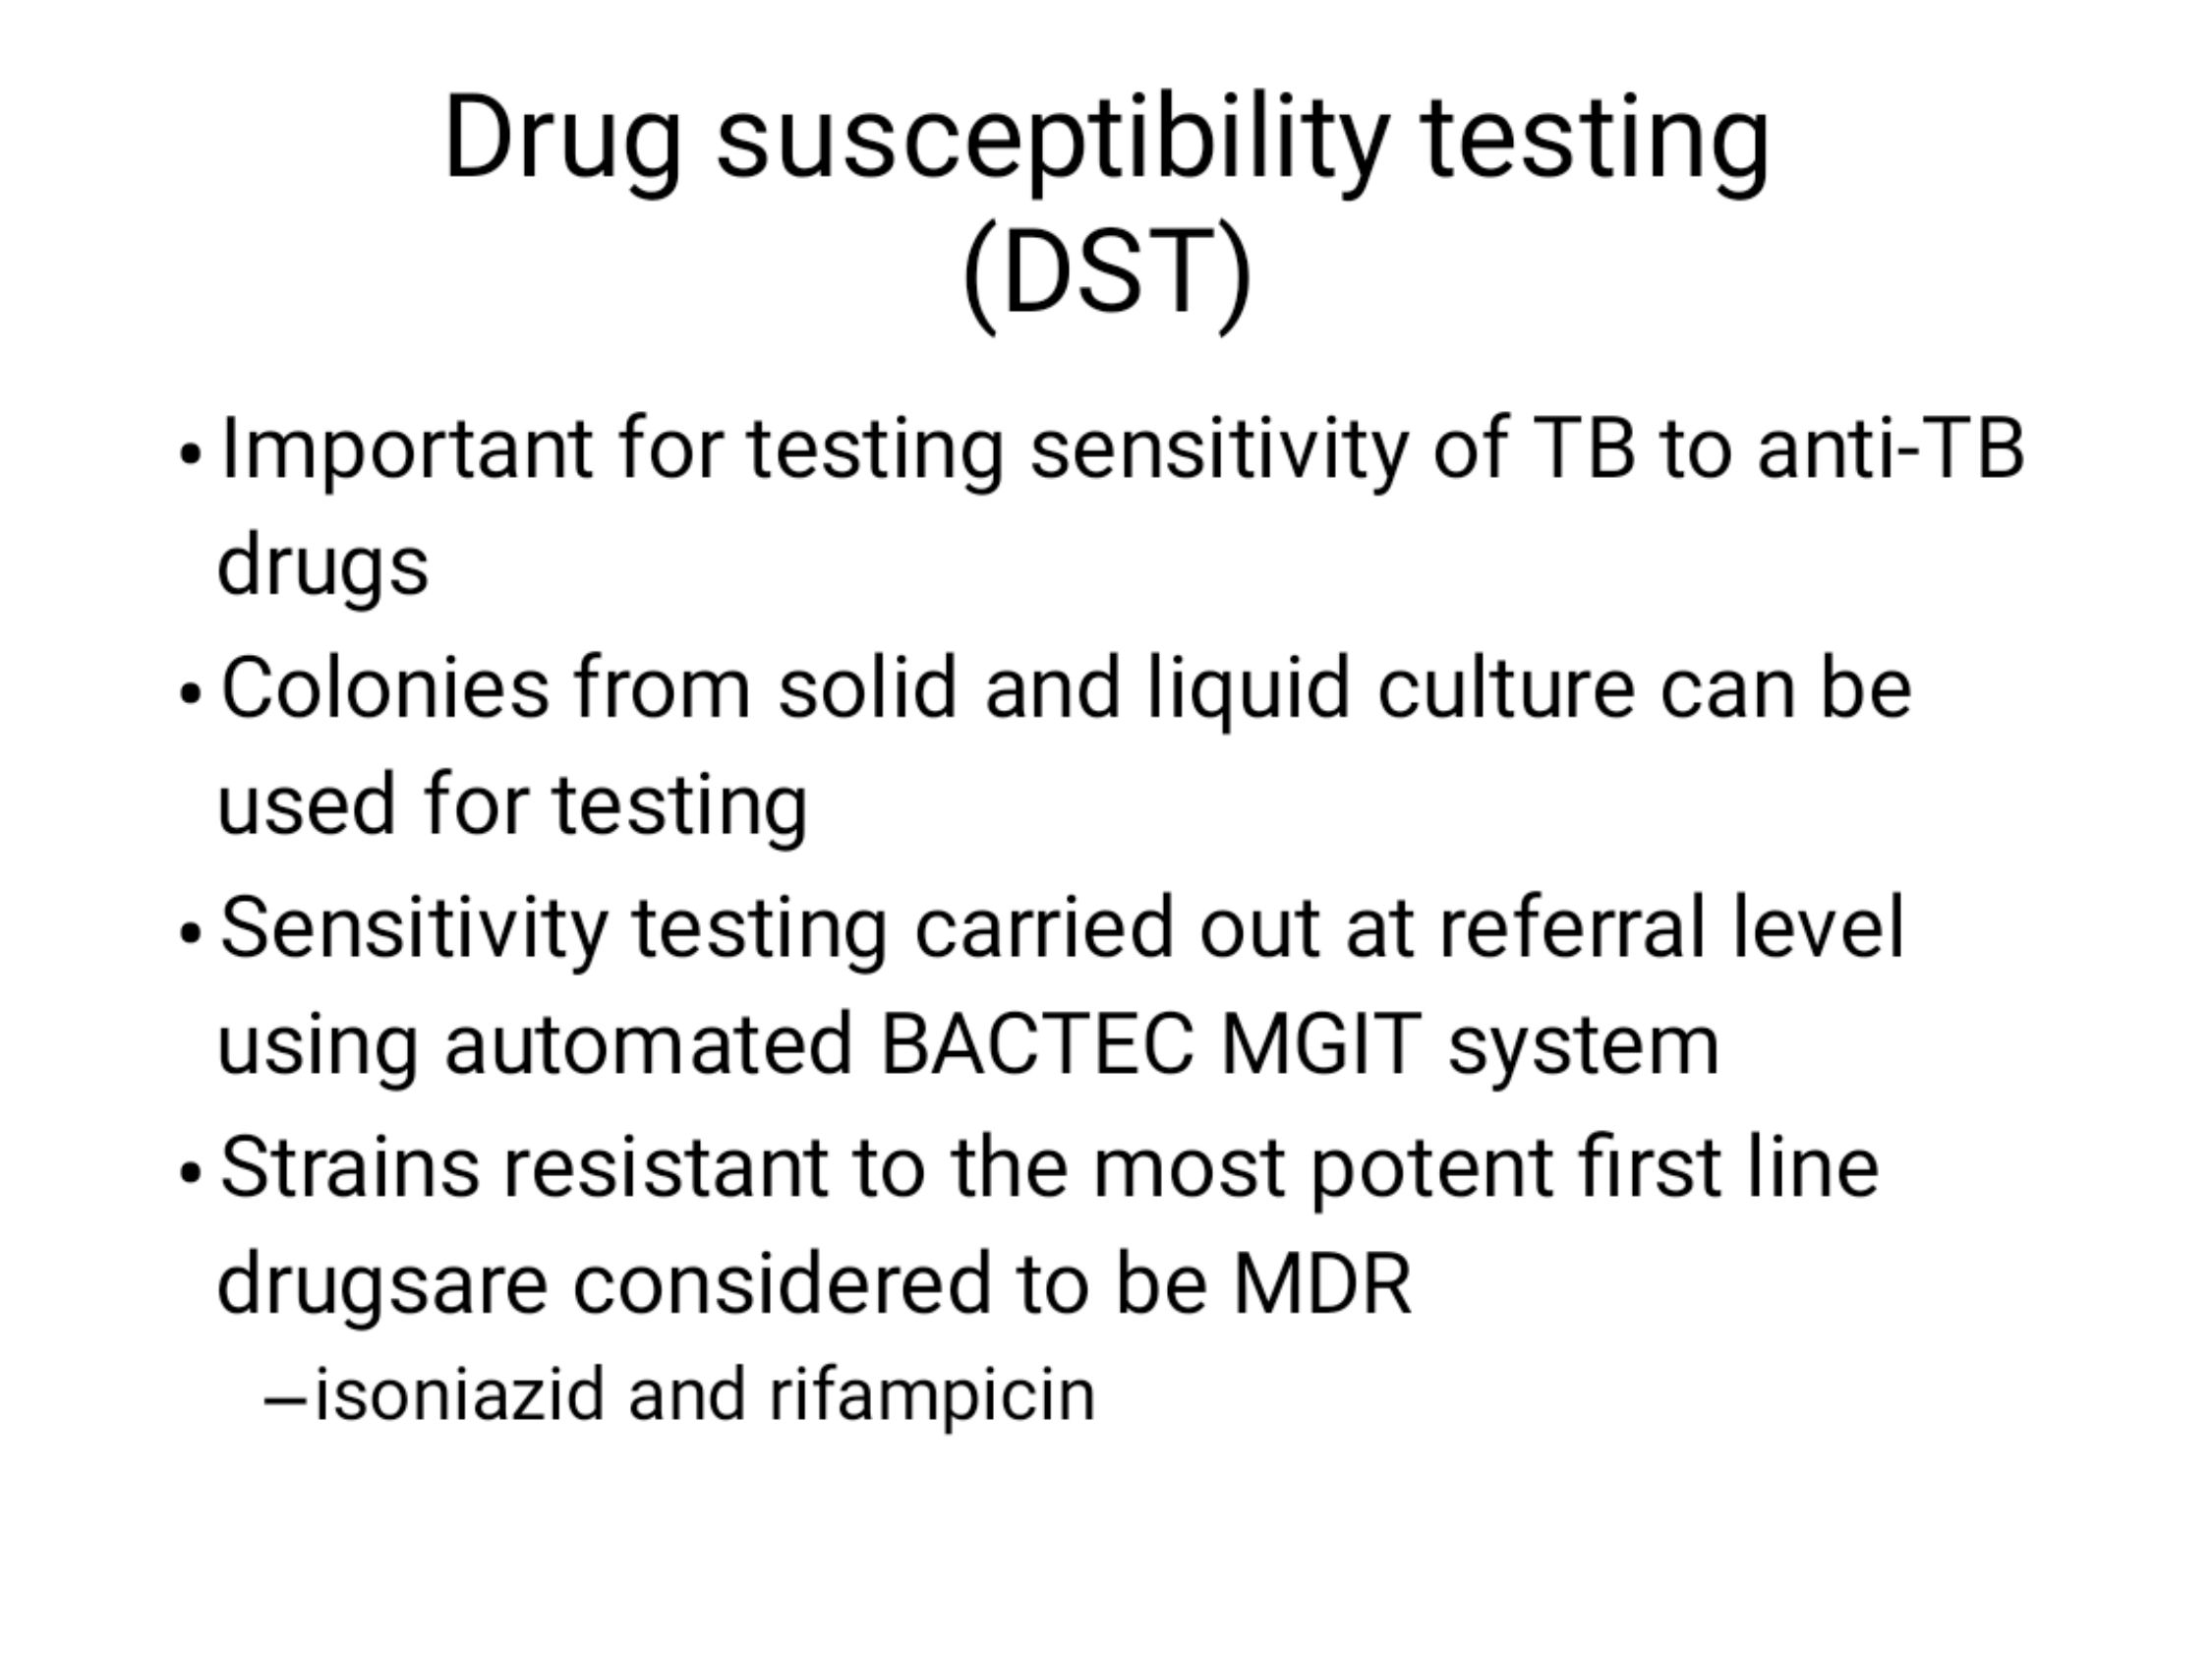 Drug susceptibility testing
(DST)
• Important for testing sensitivity of TB to anti-TB
drugs
• Colonies from solid and liquid culture can be
used for testing
• Sensitivity testing carried out at referral level
using automated BACTEC MGIT system
• Strains resistant to the most potent first line
drugsare considered to be MDR
–isoniazid and rifampicin